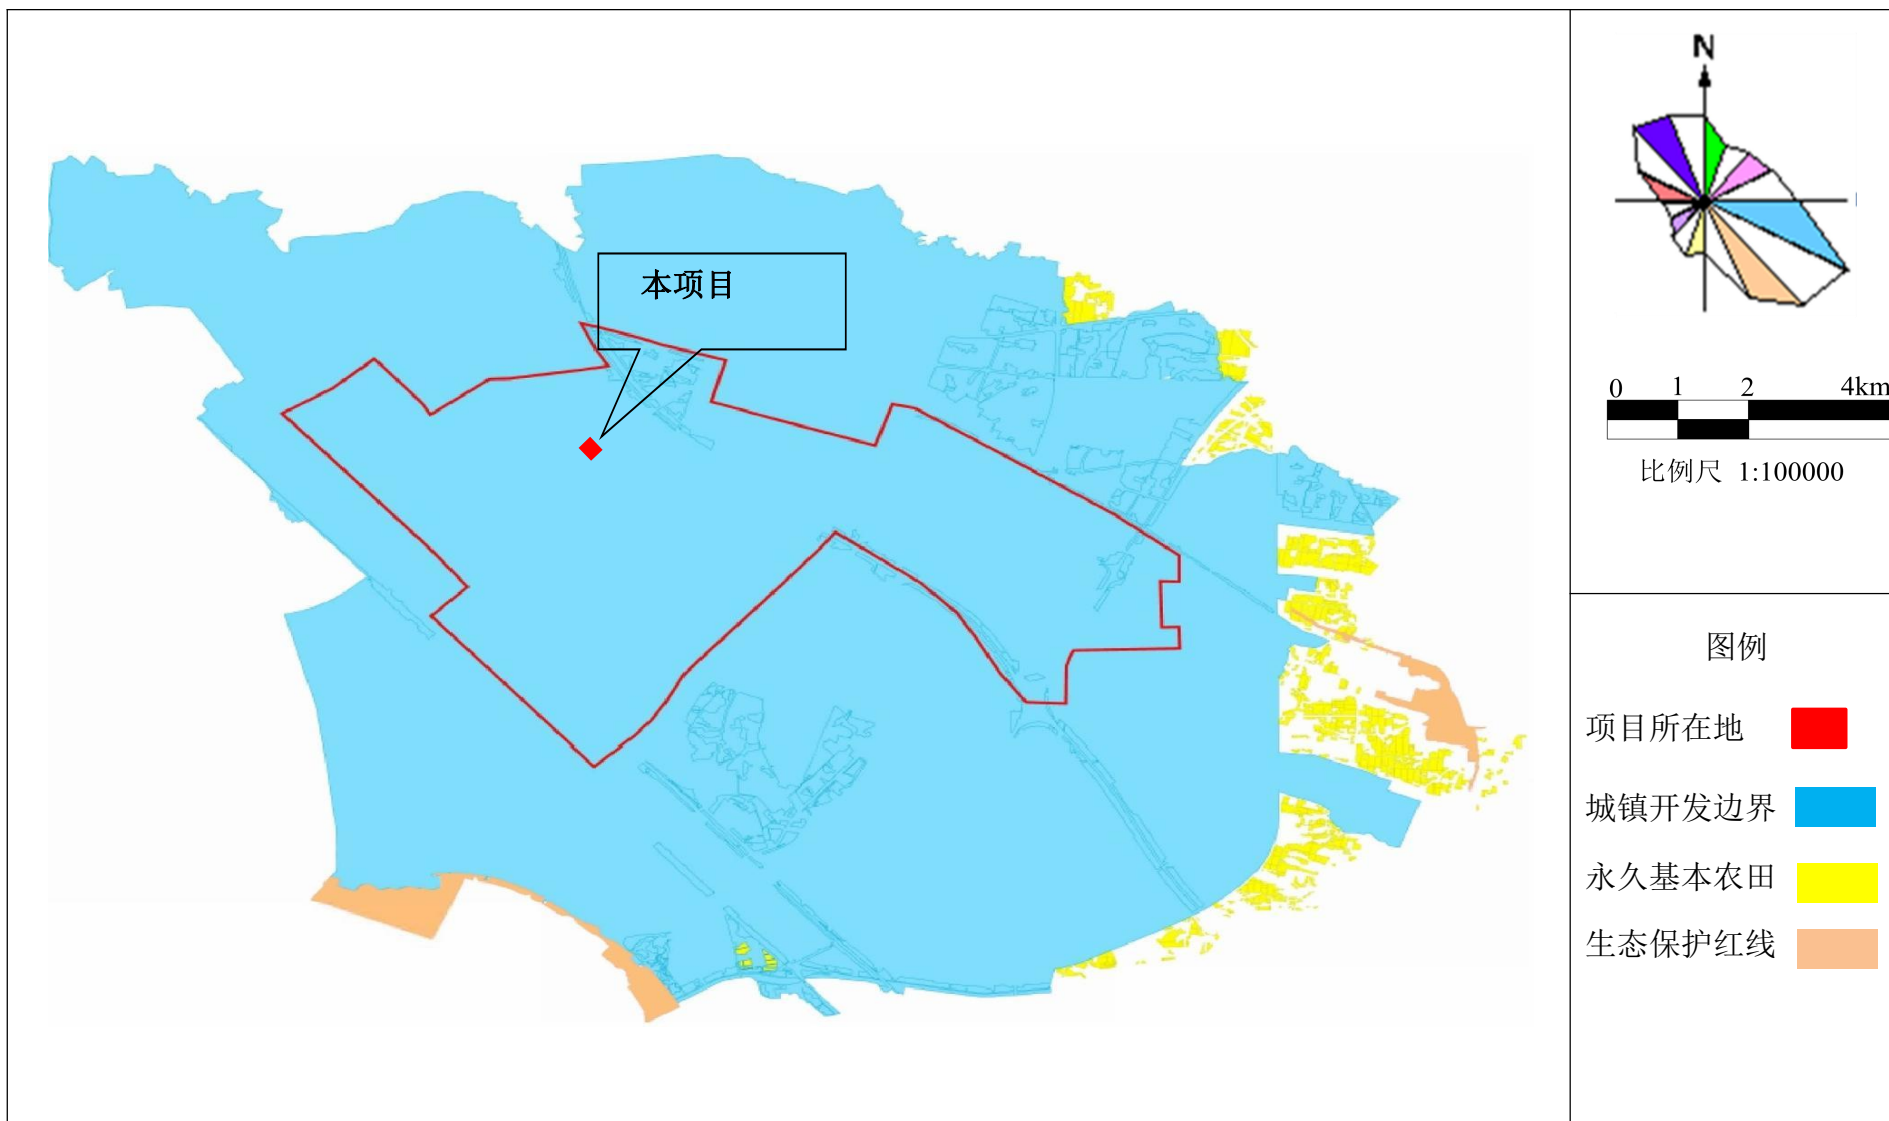 本项目
N
0 1 2 4km
比例尺 1:100000
图例
项目所在地
城镇开发边界
永久基本农田
生态保护红线